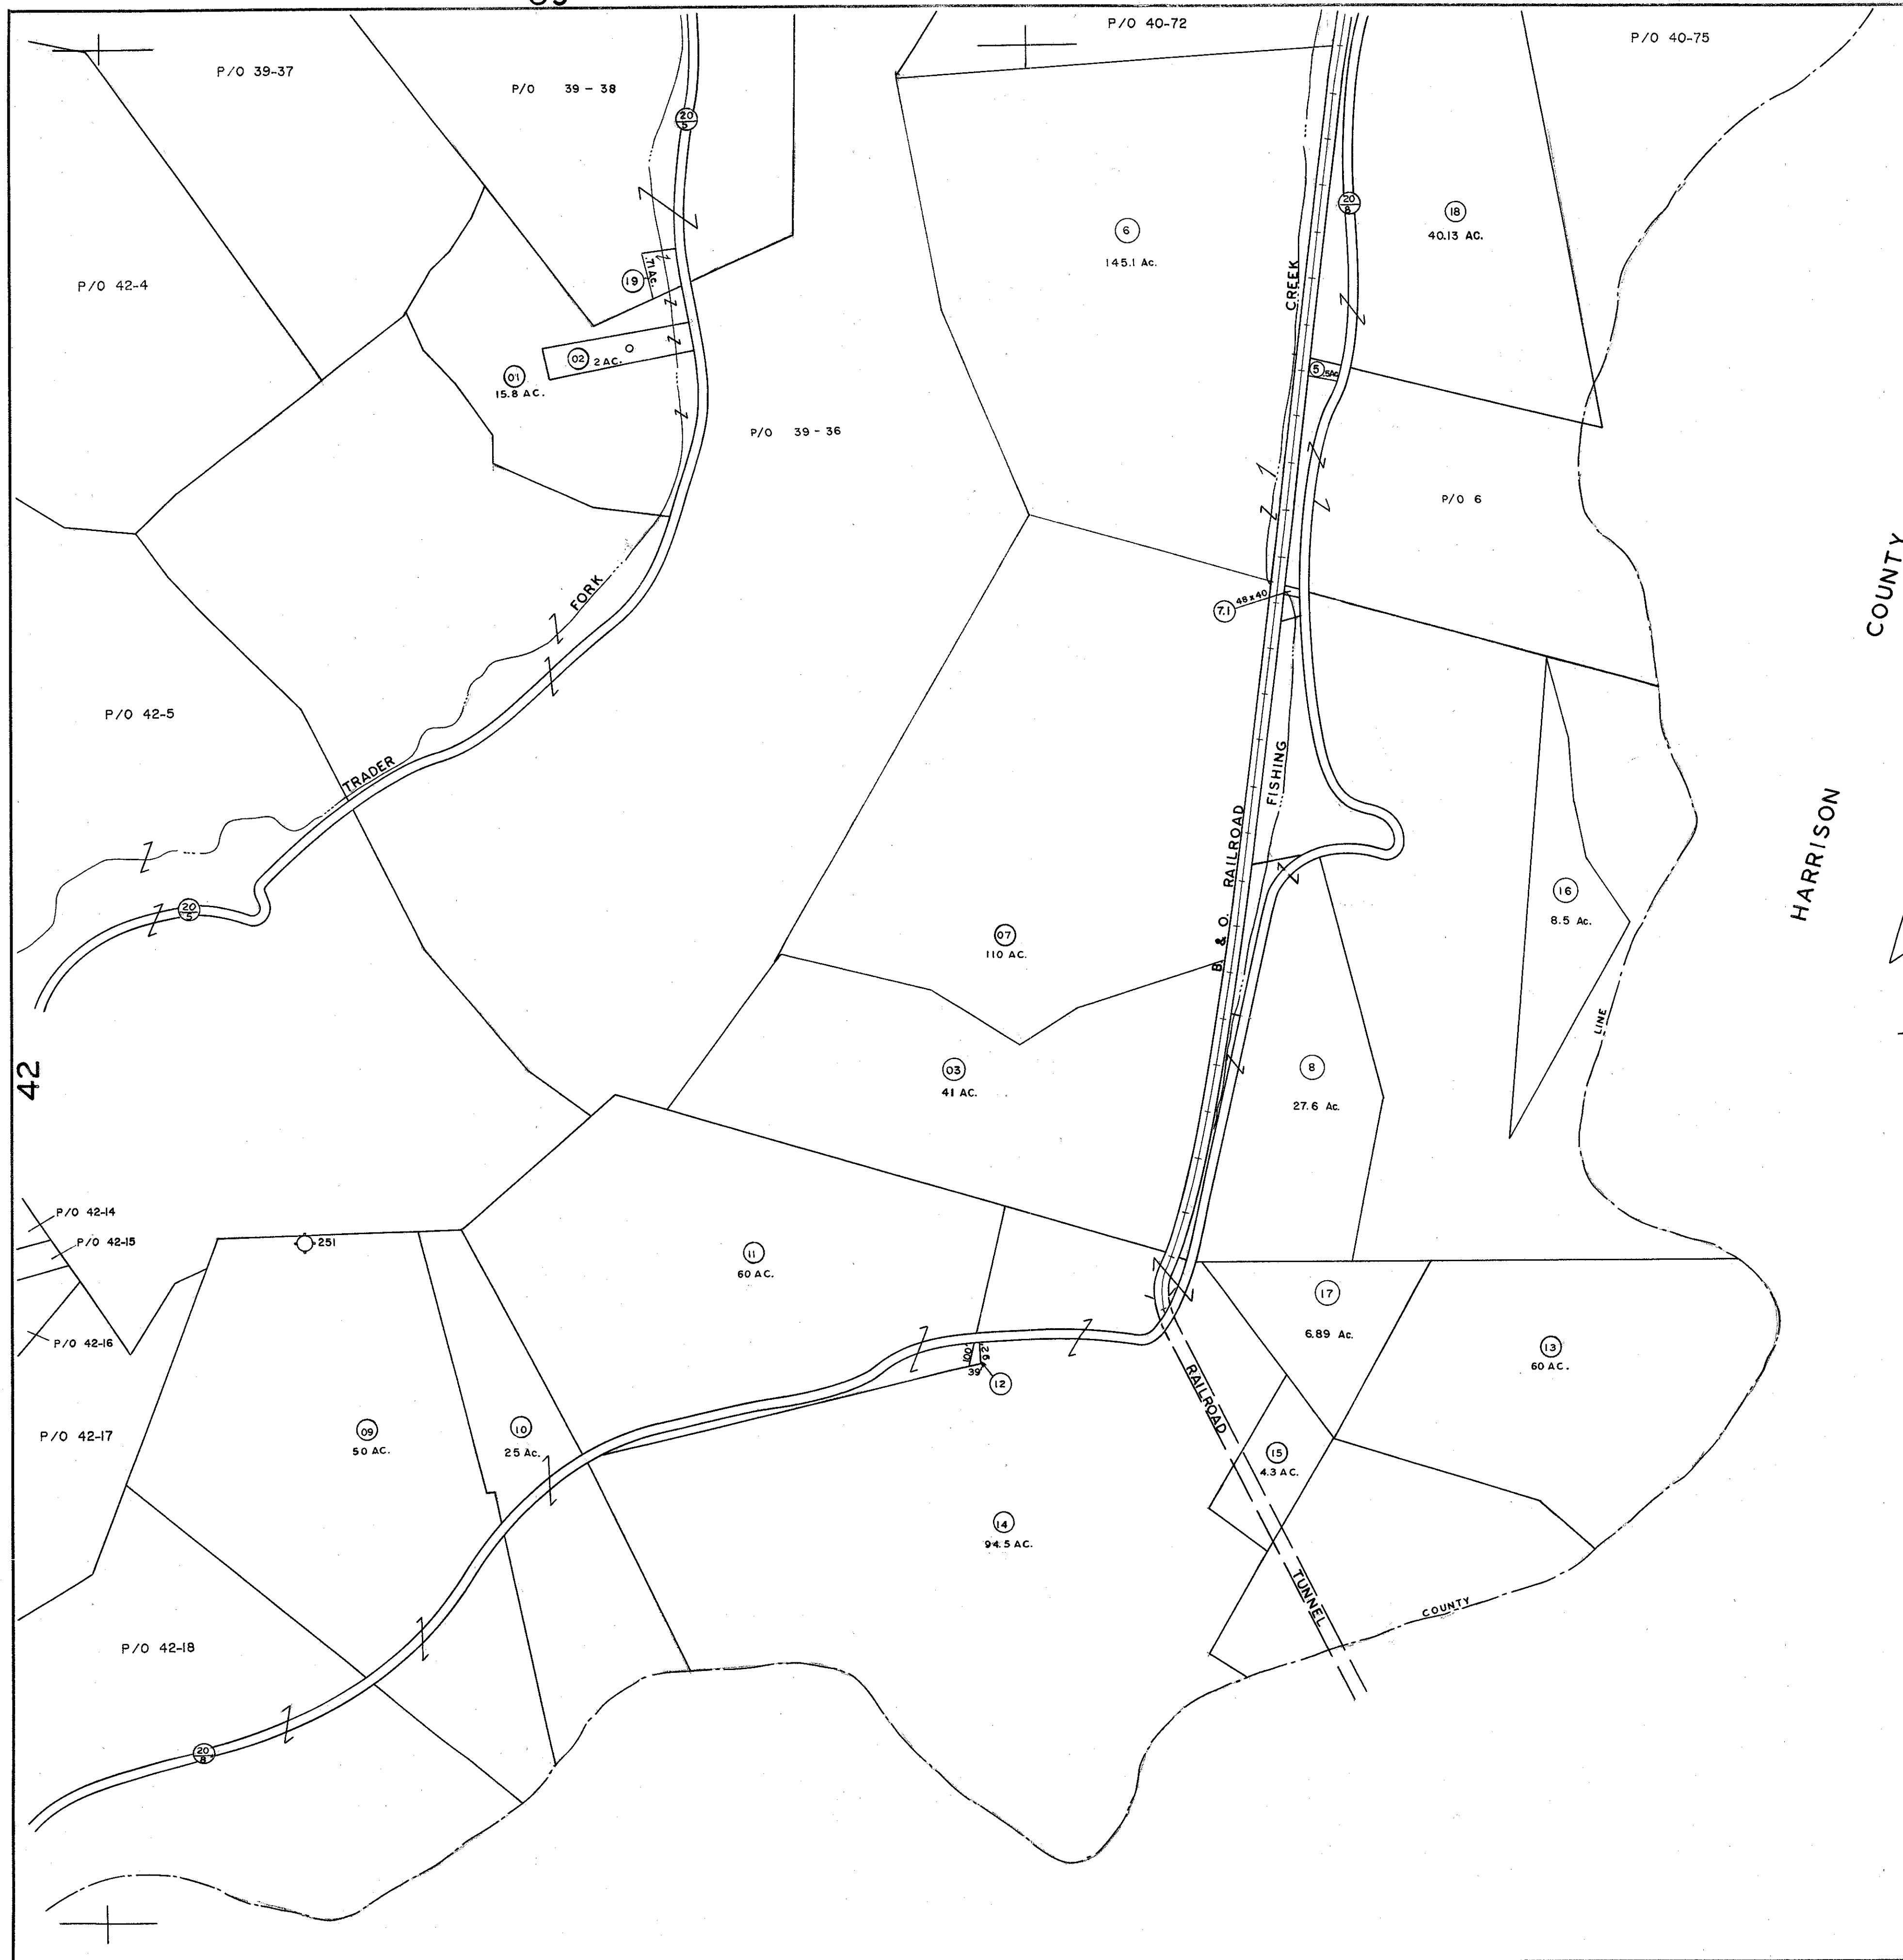 P/O 40-72
P/O 40-75
P/O 39-37
P/O 39 - 38
20
5
20
8
18
40.13 AC.
6
145.1 Ac.
CREEK
P/O 42-4
19
.71 Ac.
02 2 AC.
01
15.8 AC.
5 .5Ac
P/O 39 - 36
P/O 6
COUNTY
FORK
7.1
48 x 40
P/O 42-5
TRADER
FISHING
B. & O. RAILROAD
HARRISON
16
8.5 Ac.
20
5
07
110 AC.
LINE
42
03
41 AC.
8
27.6 Ac.
P/O 42-14
P/O 42-15
251
11
60 AC.
17
6.89 Ac.
P/O 42-16
13
60 AC.
100
26
39
12
RAILROAD
P/O 42-17
09
50 AC.
10
25 Ac.
15
4.3 AC.
14
94.5 AC.
TUNNEL
COUNTY
P/O 42-18
20
8